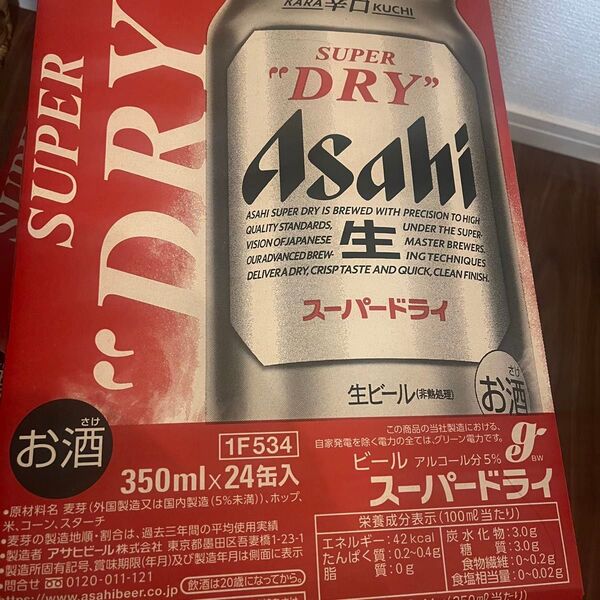 KARA 辛口 KUCHI
SUPER
"DRY"
SUPER
"DRY
Asahi
ASAHI SUPER DRY IS BREWED WITH PRECISION TO HIGH
QUALITY STANDARDS, UNDER THE SUPER-
VISION OF JAPANESE MASTER BREWERS.
OUR ADVANCED BREW- ING TECHNIQUES
DELIVER A DRY, CRISP TASTE AND QUICK, CLEAN FINISH.
生
スーパードライ
生ビール(非熱処理)
さけ
お酒
さけ
お酒
1F534
350ml×24缶入
この商品の当社製造における、
自家発電を除く電力の全ては、グリーン電力です。
g
BW
ビール アルコール分5%
スーパードライ
•原材料名 麦芽(外国製造又は国内製造(5%未満))、ホップ、
米、コーン、スターチ
•麦芽の製造地順・割合は、過去三年間の平均使用実績
•製造者 アサヒビール株式会社 東京都墨田区吾妻橋1-23-1
•製造所固有記号、賞味期限(年月)及び製造年月は側面に表示
•問合せ 0120-011-121
https://www.asahibeer.co.jp
飲酒は20歳になってから。
栄養成分表示(100ml当たり)
エネルギー:42kcal
たんぱく質:0.2~0.4g
脂質:0g
炭水化物:3.0g
糖質:3.0g
食物繊維:0~0.2g
食塩相当量:0~0.02g